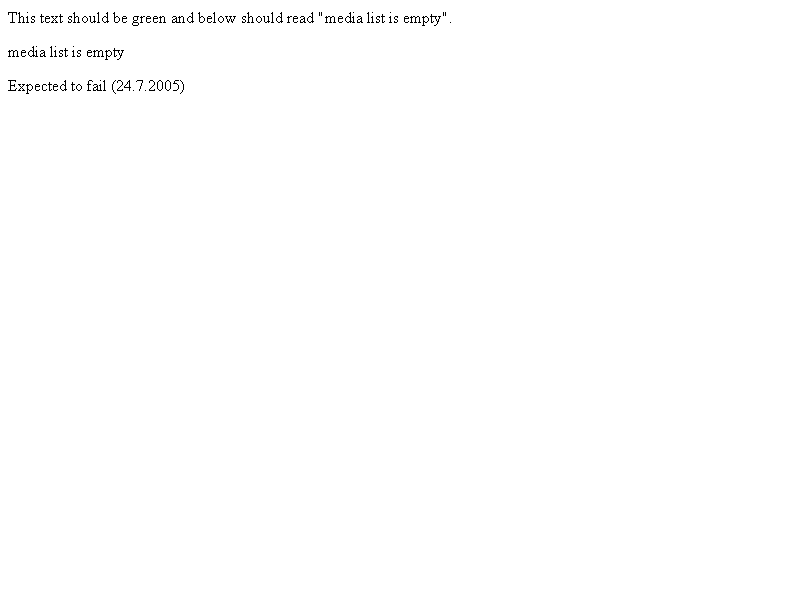 This text should be green and below should read "media list is empty".
media list is empty
Expected to fail (24.7.2005)